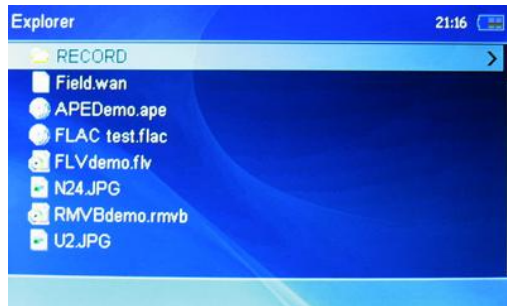 Explorer 21:16
RECORD
Field.wan
APEDemo.ape
FLAC test.flac
FLVdemo.flv
N24.JPG
RMVBdemo.rmvb
U2.JPG